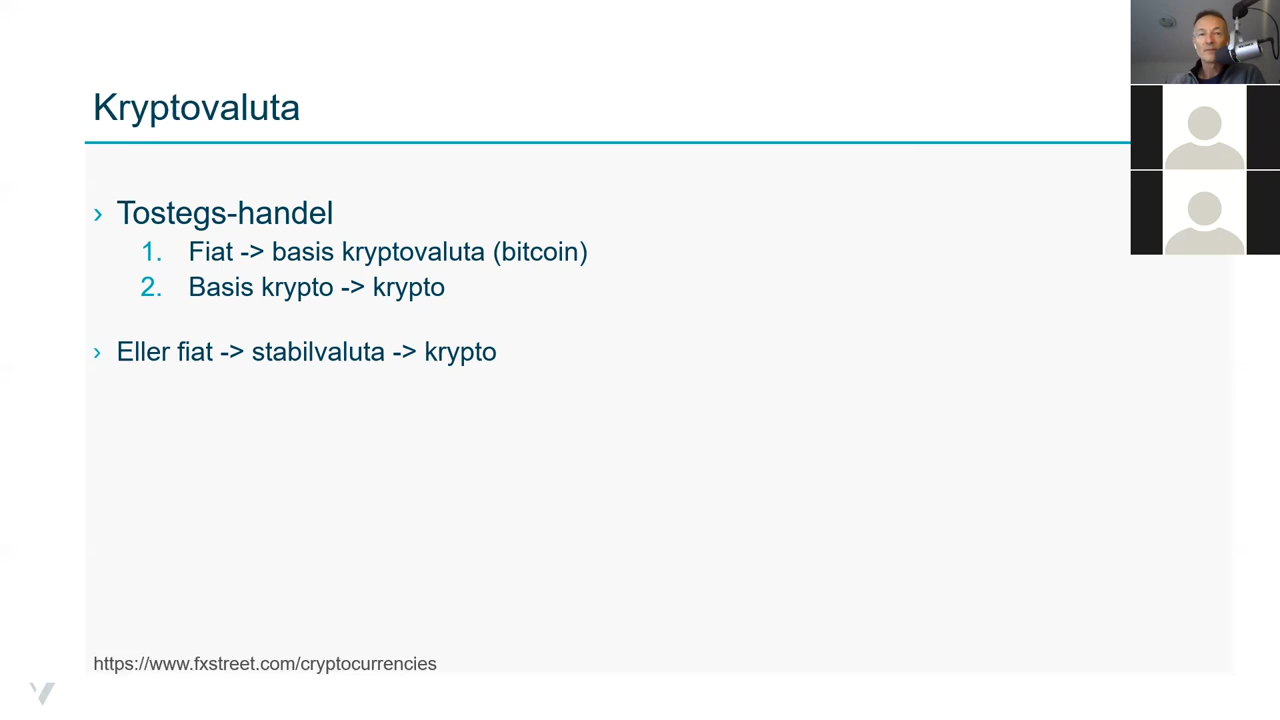 Kryptovaluta
› Tostegs-handel
1. Fiat -> basis kryptovaluta (bitcoin)
2. Basis krypto -> krypto
› Eller fiat -> stabilvaluta -> krypto
https://www.fxstreet.com/cryptocurrencies